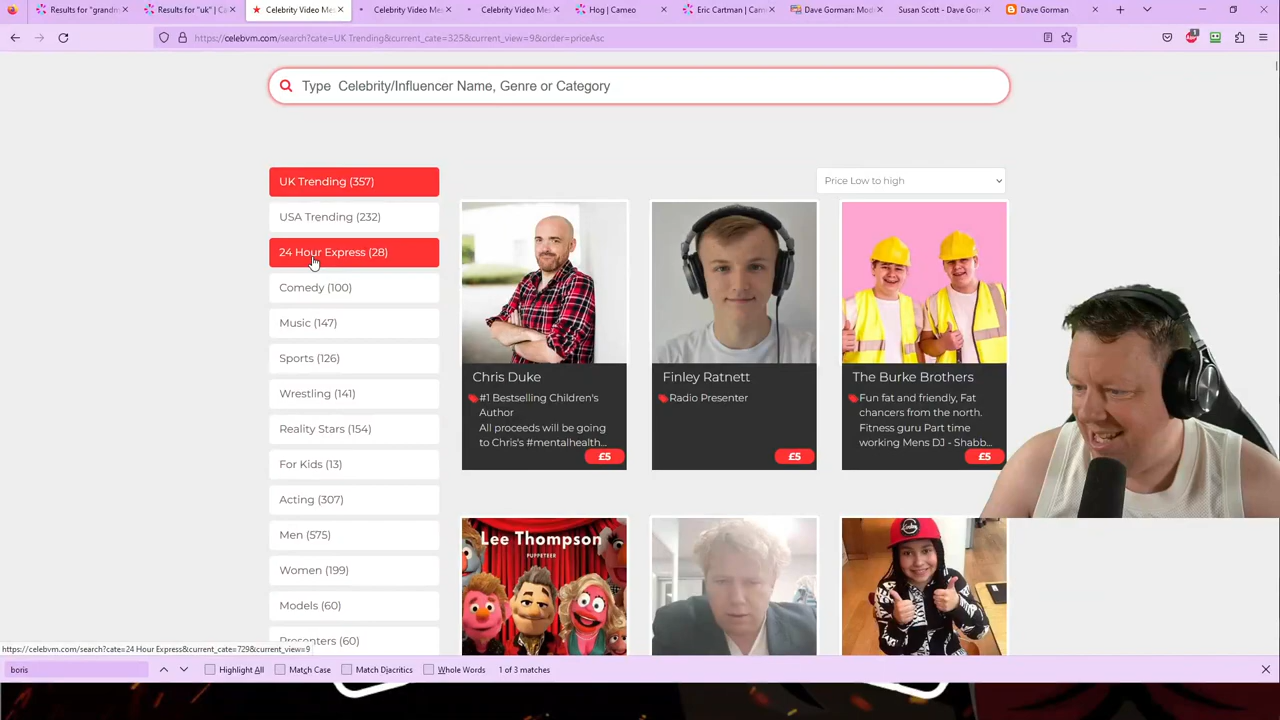 Results for "grandm
Results for "uk" | Ca
Celebrity Video Mes
Celebrity Video Mes
Celebrity Video Mes
Hog | Cameo
Eric Cartman | Cam
Dave Gorman: Mod
Susan Scott - Dave Gorm
Dave Gorman
https://celebvm.com/search?cate=UK Trending&current_cate=325&current_view=9&order=priceAsc
Type Celebrity/Influencer Name, Genre or Category
Price Low to high
UK Trending (357)
USA Trending (232)
24 Hour Express (28)
Comedy (100)
Music (147)
Sports (126)
Wrestling (141)
Reality Stars (154)
For Kids (13)
Acting (307)
Men (575)
Women (199)
Models (60)
Presenters (60)
Chris Duke
#1 Bestselling Children's
Author
All proceeds will be going
to Chris's #mentalhealth...
£5
Finley Ratnett
Radio Presenter
£5
The Burke Brothers
Fun fat and friendly, Fat
chancers from the north.
Fitness guru Part time
working Mens DJ - Shabb...
£5
Lee Thompson
PUPPETEER
https://celebvm.com/search?cate=24 Hour Express&current_cate=729&current_view=9
boris
Highlight All
Match Case
Match Diacritics
Whole Words
1 of 3 matches